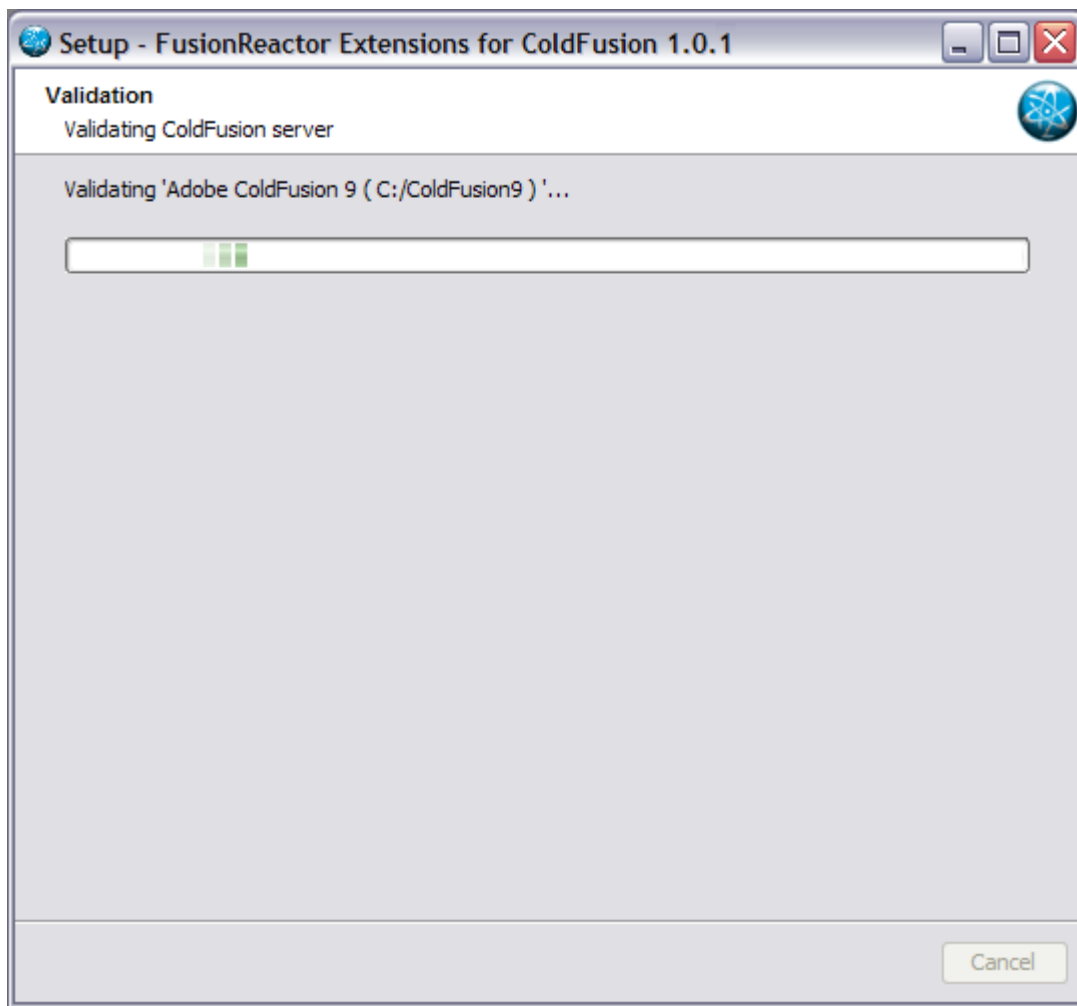 Setup - FusionReactor Extensions for ColdFusion 1.0.1
Validation
Validating ColdFusion server
Validating 'Adobe ColdFusion 9 ( C:/ColdFusion9 ) '...
Cancel